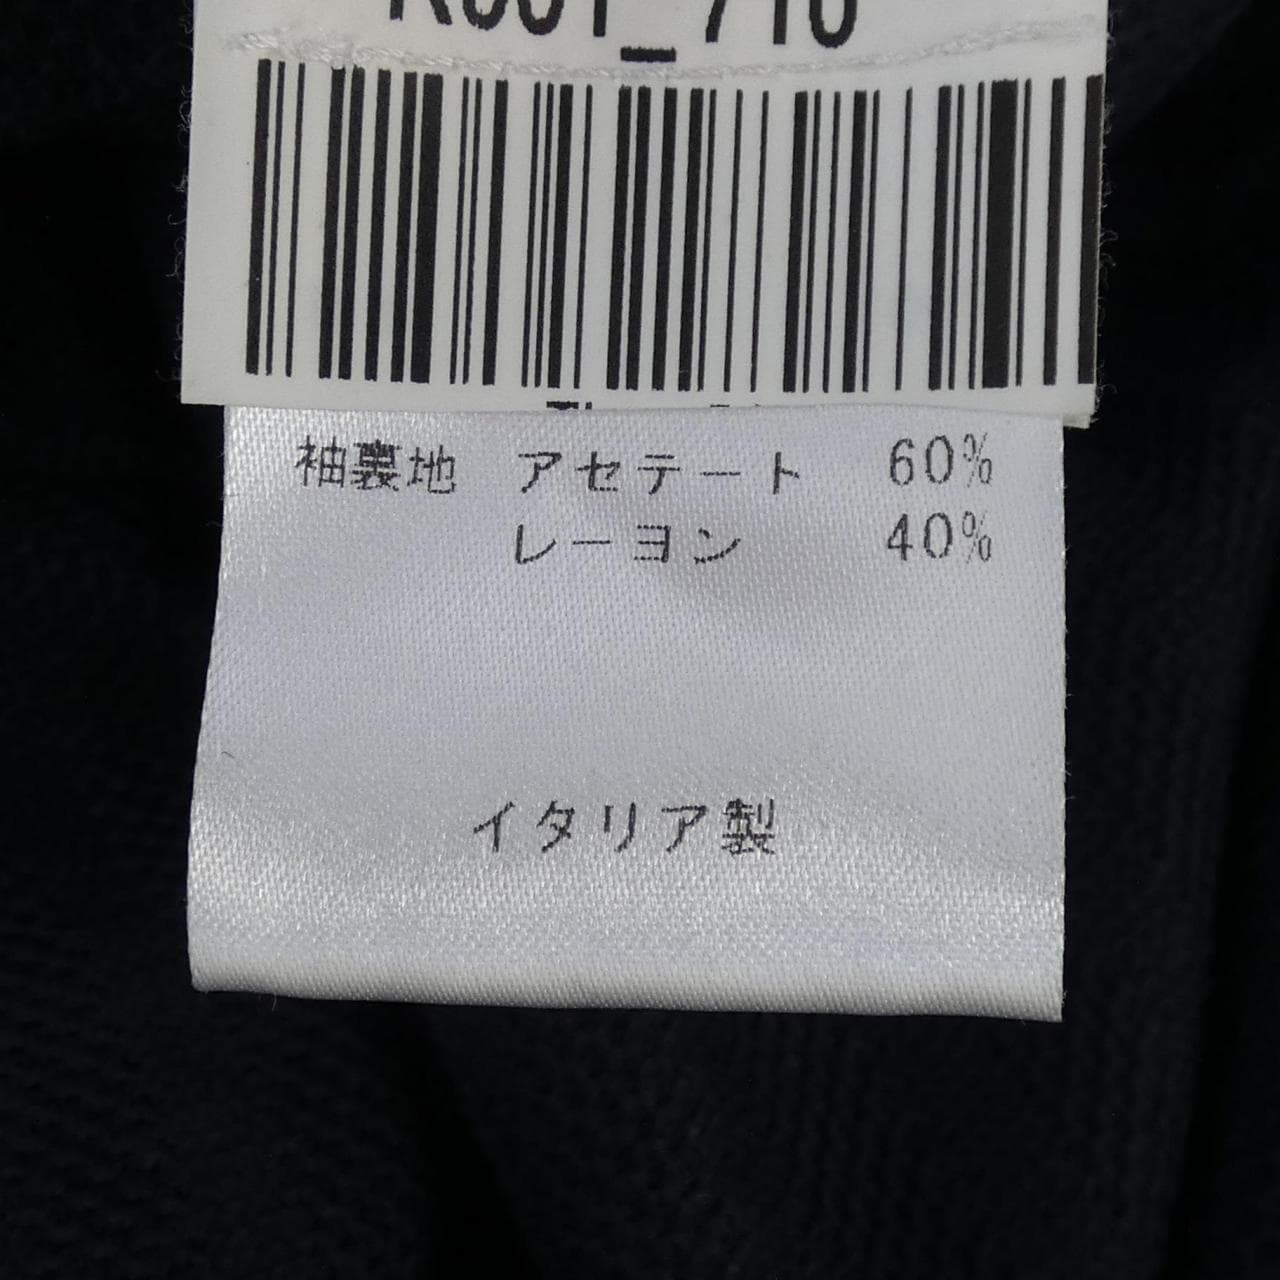 袖裏地 アセテート 60%
レーヨン 40%
イタリア製